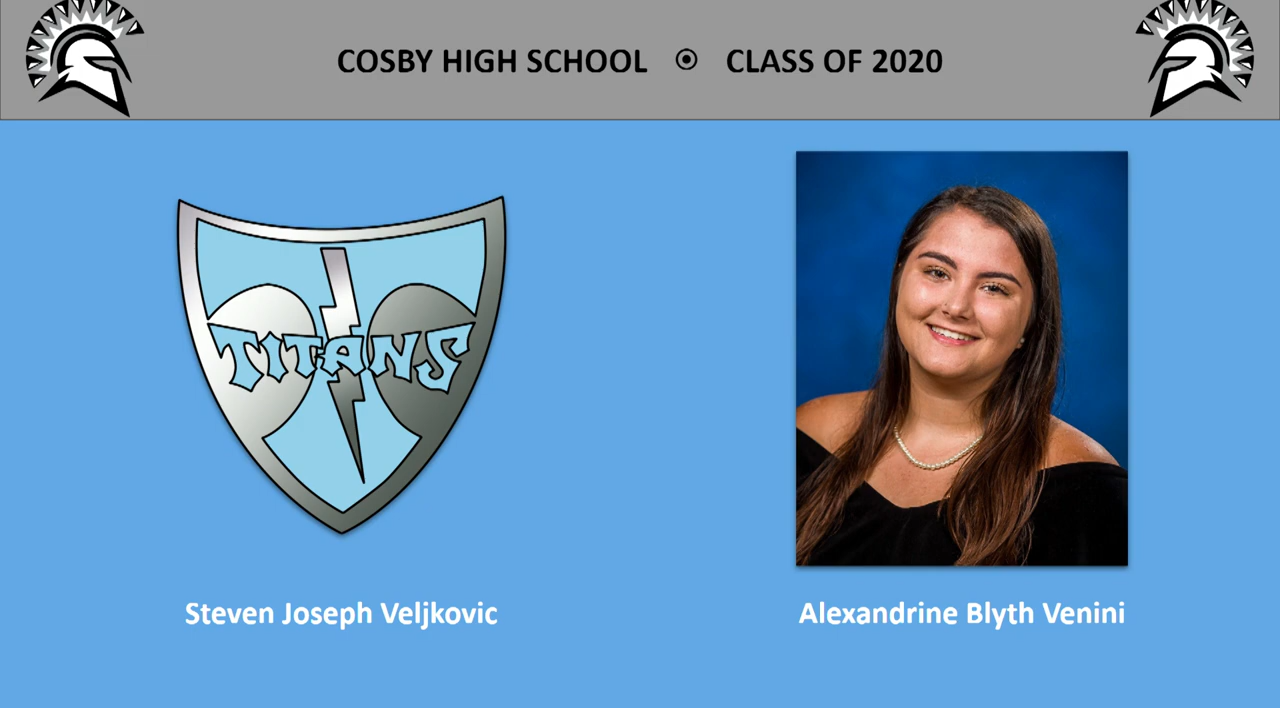 COSBY HIGH SCHOOL ⦿ CLASS OF 2020
TITANS
Steven Joseph Veljkovic
Alexandrine Blyth Venini